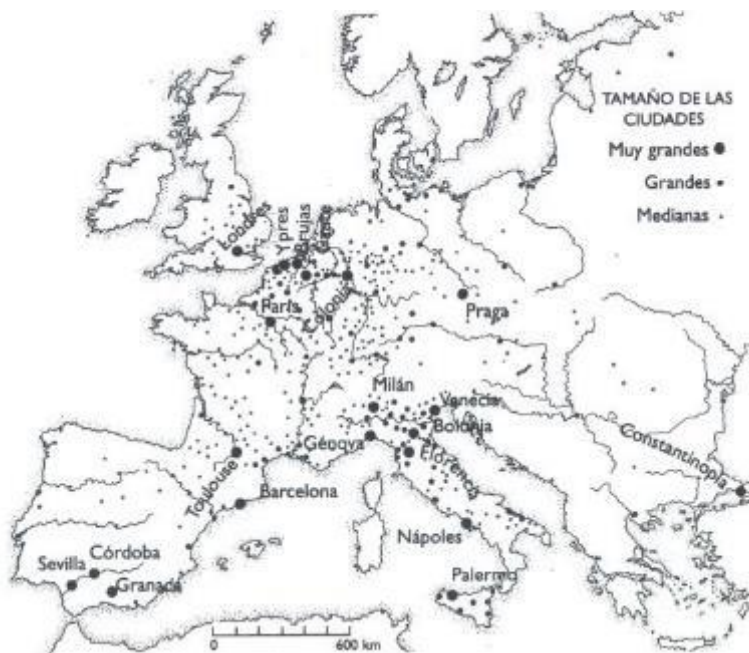 TAMAÑO DE LAS
CIUDADES
Muy grandes
Grandes
Medianas
Londres
Ypres
Brujas
Gante
Colonia
París
Praga
Milán
Venecia
Bolonia
Génova
Florencia
Constantinopla
Toulouse
Barcelona
Nápoles
Córdoba
Sevilla
Granada
Palermo
0
600 km